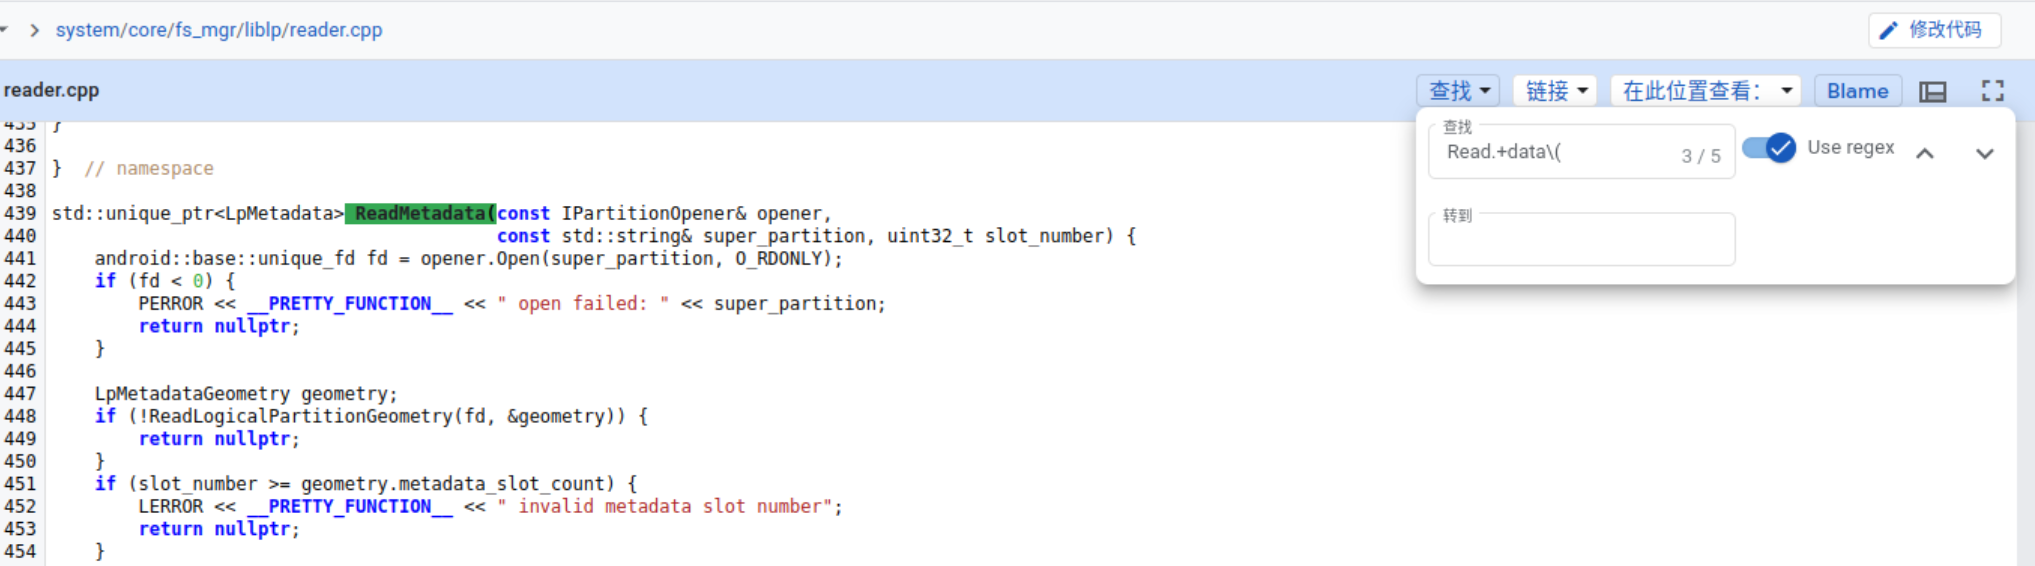 system/core/fs_mgr/liblp/reader.cpp
修改代码
reader.cpp
查找
链接
在此位置查看：
Blame
查找
Read.+data\(
3 / 5
Use regex
转到
435 }
436
437 }  // namespace
438
439 std::unique_ptr<LpMetadata> ReadMetadata(const IPartitionOpener& opener,
440                                          const std::string& super_partition, uint32_t slot_number) {
441     android::base::unique_fd fd = opener.Open(super_partition, O_RDONLY);
442     if (fd < 0) {
443         PERROR << __PRETTY_FUNCTION__ << " open failed: " << super_partition;
444         return nullptr;
445     }
446
447     LpMetadataGeometry geometry;
448     if (!ReadLogicalPartitionGeometry(fd, &geometry)) {
449         return nullptr;
450     }
451     if (slot_number >= geometry.metadata_slot_count) {
452         LERROR << __PRETTY_FUNCTION__ << " invalid metadata slot number";
453         return nullptr;
454     }